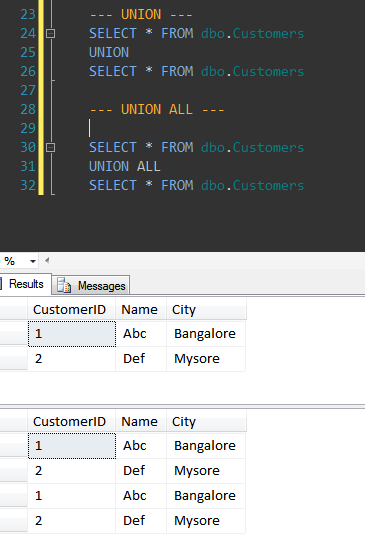 23 --- UNION ---
24 SELECT * FROM dbo.Customers
25 UNION
26 SELECT * FROM dbo.Customers
27
28 --- UNION ALL ---
29
30 SELECT * FROM dbo.Customers
31 UNION ALL
32 SELECT * FROM dbo.Customers
%
Results Messages
CustomerID Name City
1 Abc Bangalore
2 Def Mysore
CustomerID Name City
1 Abc Bangalore
2 Def Mysore
1 Abc Bangalore
2 Def Mysore